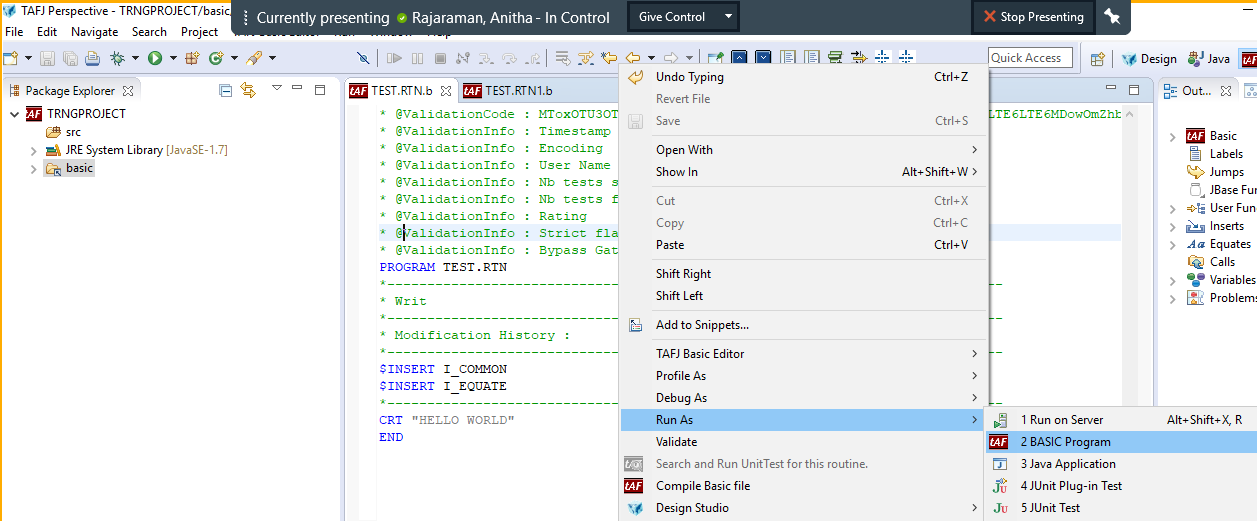 TAFJ Perspective - TRNGPROJECT/basic/
Currently presenting Rajaraman, Anitha - In Control
Give Control
Stop Presenting
File Edit Navigate Search Project
Quick Access
Design
Java
Package Explorer
TRNGPROJECT
src
JRE System Library [JavaSE-1.7]
basic
TEST.RTN.b
TEST.RTN1.b
* @ValidationCode : MToxOTU3OT
LTE6LTE6MDowOmZhb
* @ValidationInfo : Timestamp
* @ValidationInfo : Encoding
* @ValidationInfo : User Name
* @ValidationInfo : Nb tests s
* @ValidationInfo : Nb tests f
* @ValidationInfo : Rating
* @ValidationInfo : Strict fla
* @ValidationInfo : Bypass Gat
PROGRAM TEST.RTN
*-----------------------------
* Writ
*-----------------------------
* Modification History :
*-----------------------------
$INSERT I_COMMON
$INSERT I_EQUATE
*-----------------------------
CRT "HELLO WORLD"
END
Undo Typing Ctrl+Z
Revert File
Save Ctrl+S
Open With
Show In Alt+Shift+W
Cut Ctrl+X
Copy Ctrl+C
Paste Ctrl+V
Shift Right
Shift Left
Add to Snippets...
TAFJ Basic Editor
Profile As
Debug As
Run As
Validate
Search and Run UnitTest for this routine.
Compile Basic file
Design Studio
1 Run on Server Alt+Shift+X, R
2 BASIC Program
3 Java Application
4 JUnit Plug-in Test
5 JUnit Test
Out...
Basic
Labels
Jumps
JBase Fun
User Func
Inserts
Equates
Calls
Variables
Problems